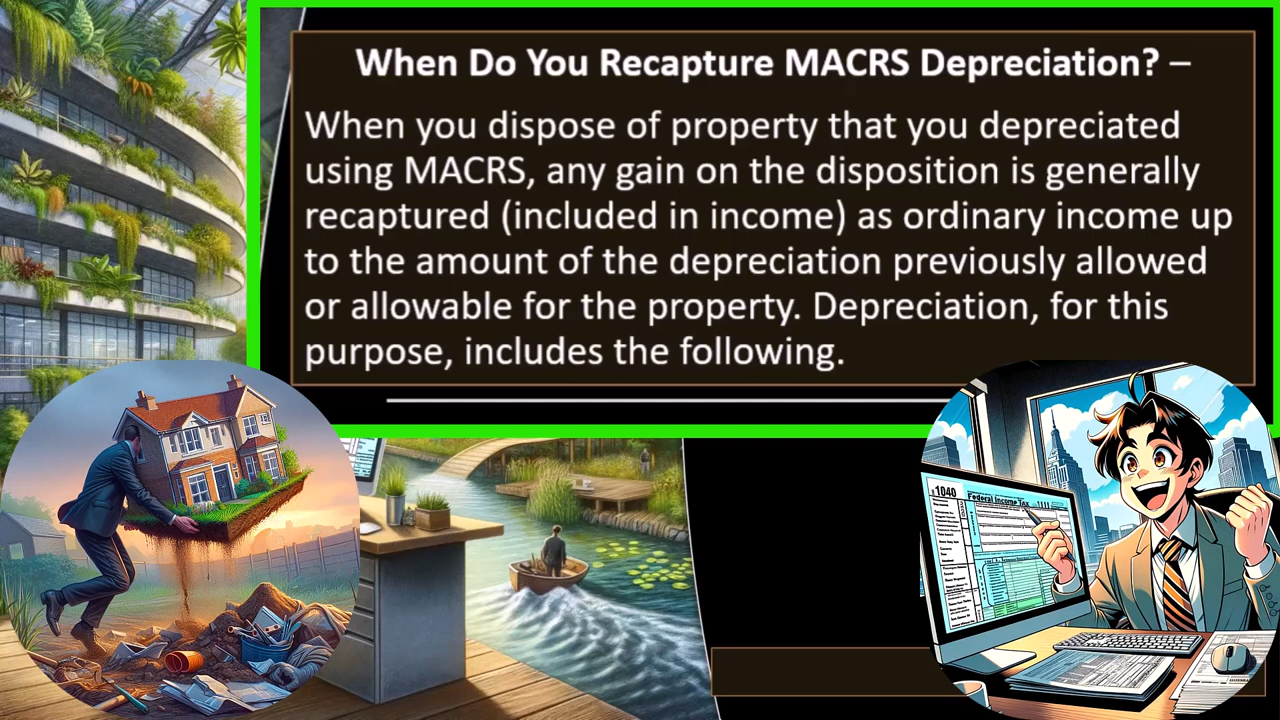 When Do You Recapture MACRS Depreciation? –
When you dispose of property that you depreciated
using MACRS, any gain on the disposition is generally
recaptured (included in income) as ordinary income up
to the amount of the depreciation previously allowed
or allowable for the property. Depreciation, for this
purpose, includes the following.
1040
Federal Income Tax
1111